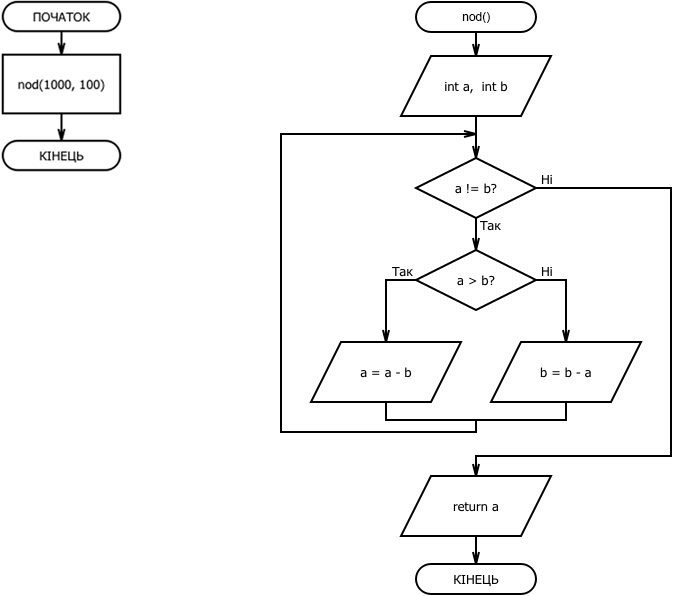 ПОЧАТОК
nod(1000, 100)
КІНЕЦЬ
nod()
int a,  int b
a != b?
Ні
Так
a > b?
Так
Ні
a = a - b
b = b - a
return a
КІНЕЦЬ